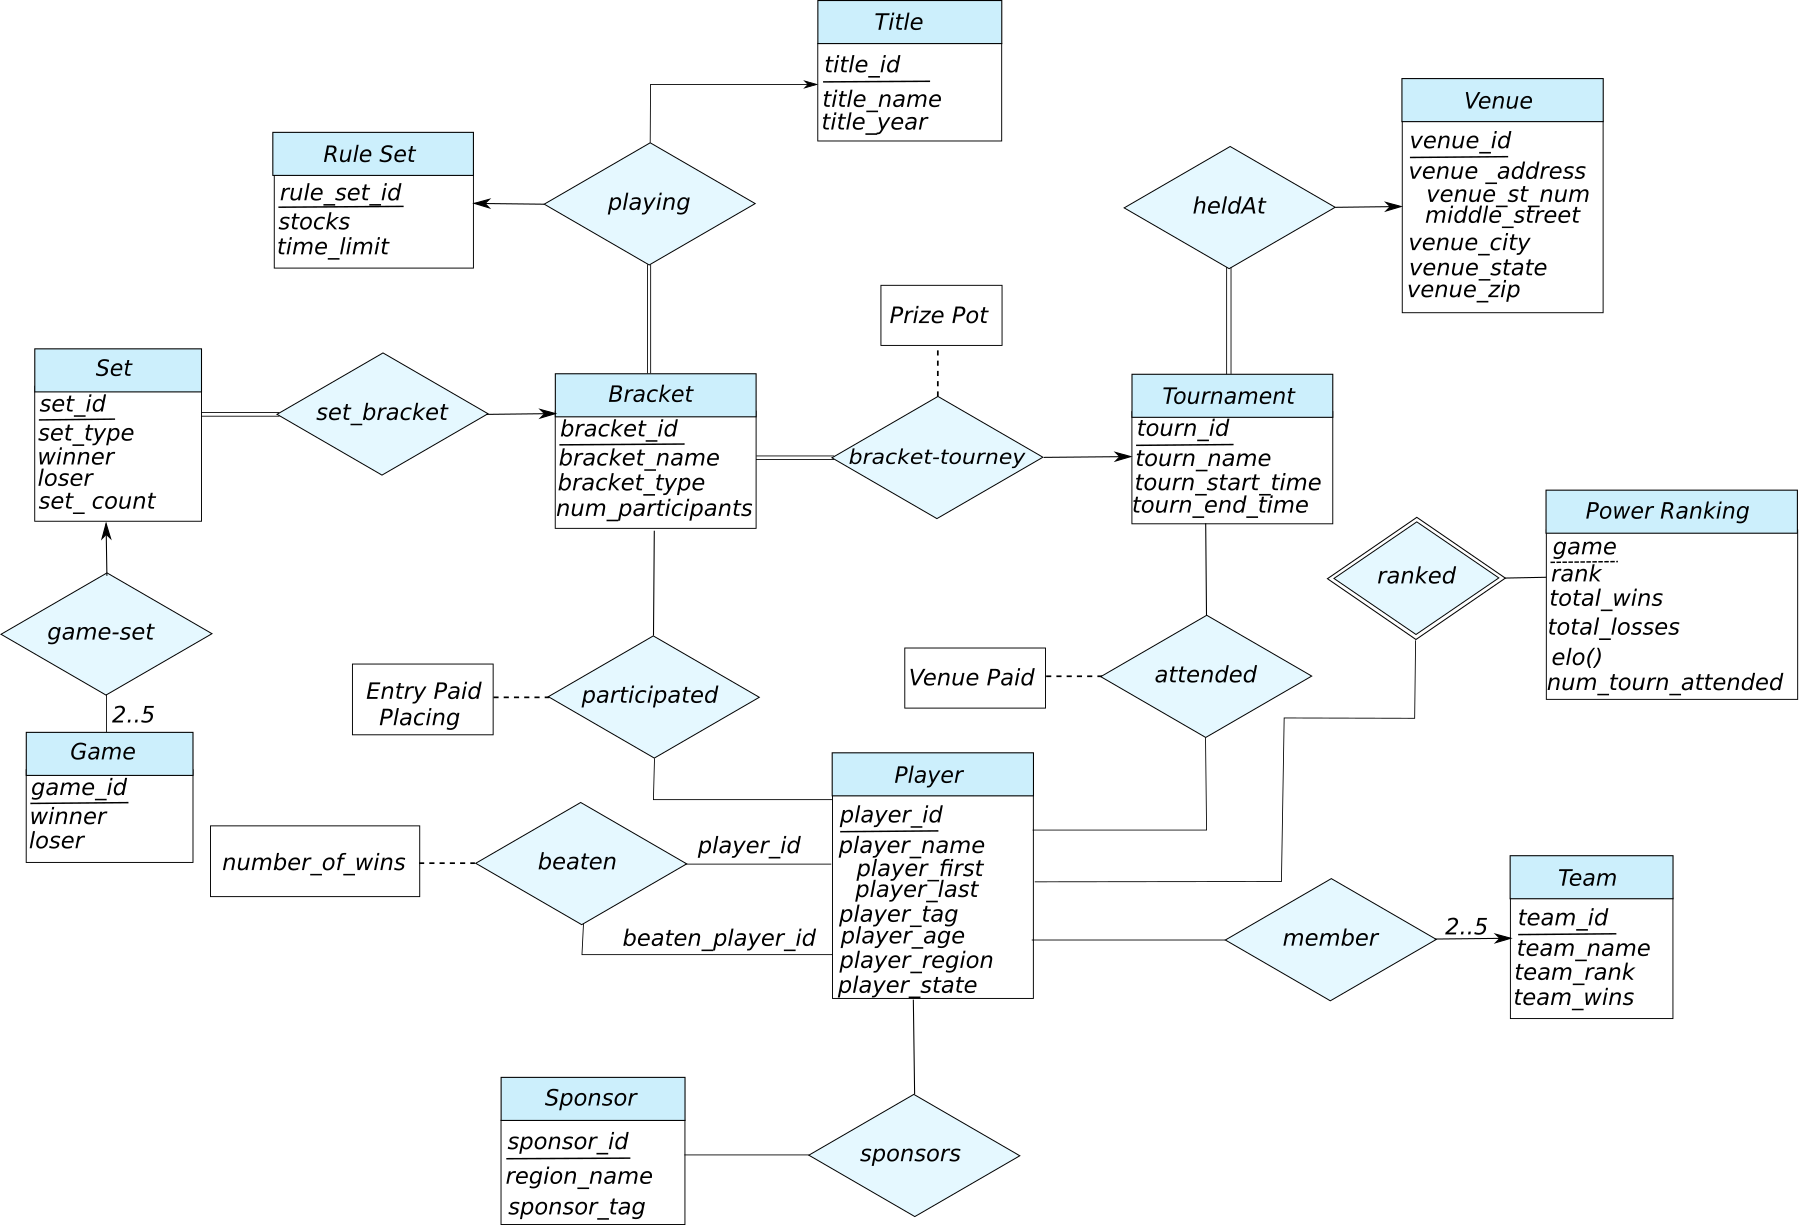 Title
title_id
title_name
title_year
Venue
venue_id
venue _address
venue_st_num
middle_street
venue_city
venue_state
venue_zip
Rule Set
rule_set_id
stocks
time_limit
playing
heldAt
Prize Pot
Set
set_id
set_type
winner
loser
set_ count
set_bracket
Bracket
bracket_id
bracket_name
bracket_type
num_participants
bracket-tourney
Tournament
tourn_id
tourn_name
tourn_start_time
tourn_end_time
Power Ranking
game
rank
total_wins
total_losses
elo()
num_tourn_attended
ranked
game-set
2..5
Entry Paid
Placing
participated
Venue Paid
attended
Game
game_id
winner
loser
Player
player_id
player_name
player_first
player_last
player_tag
player_age
player_region
player_state
number_of_wins
beaten
player_id
beaten_player_id
member
2..5
Team
team_id
team_name
team_rank
team_wins
Sponsor
sponsor_id
region_name
sponsor_tag
sponsors